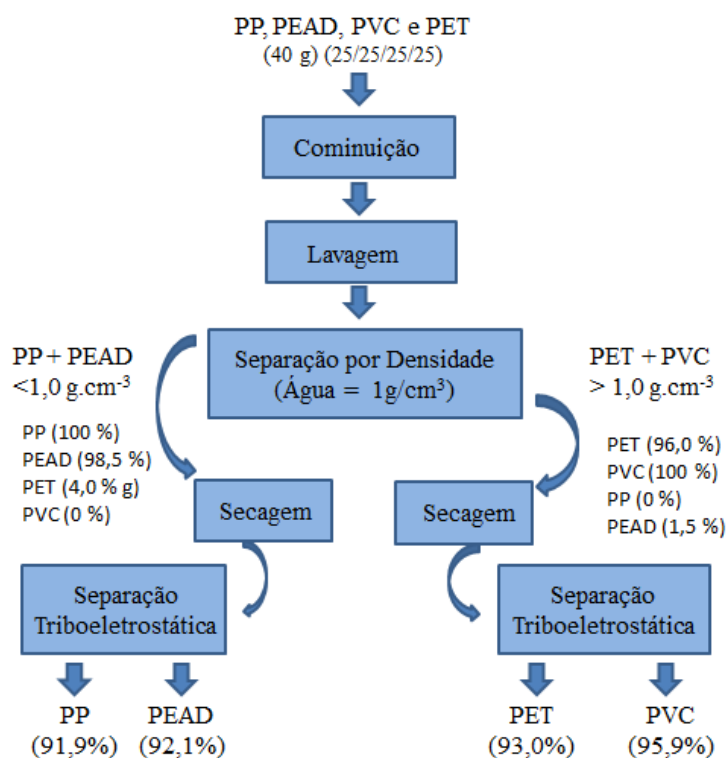 PP, PEAD, PVC e PET
(40 g) (25/25/25/25)
Cominuição
Lavagem
Separação por Densidade
(Água = 1g/cm³)
PP + PEAD
<1,0 g.cm⁻³
PP (100 %)
PEAD (98,5 %)
PET (4,0 % g)
PVC (0 %)
PET + PVC
> 1,0 g.cm⁻³
PET (96,0 %)
PVC (100 %)
PP (0 %)
PEAD (1,5 %)
Secagem
Secagem
Separação
Triboeletrostática
Separação
Triboeletrostática
PP
(91,9%)
PEAD
(92,1%)
PET
(93,0%)
PVC
(95,9%)